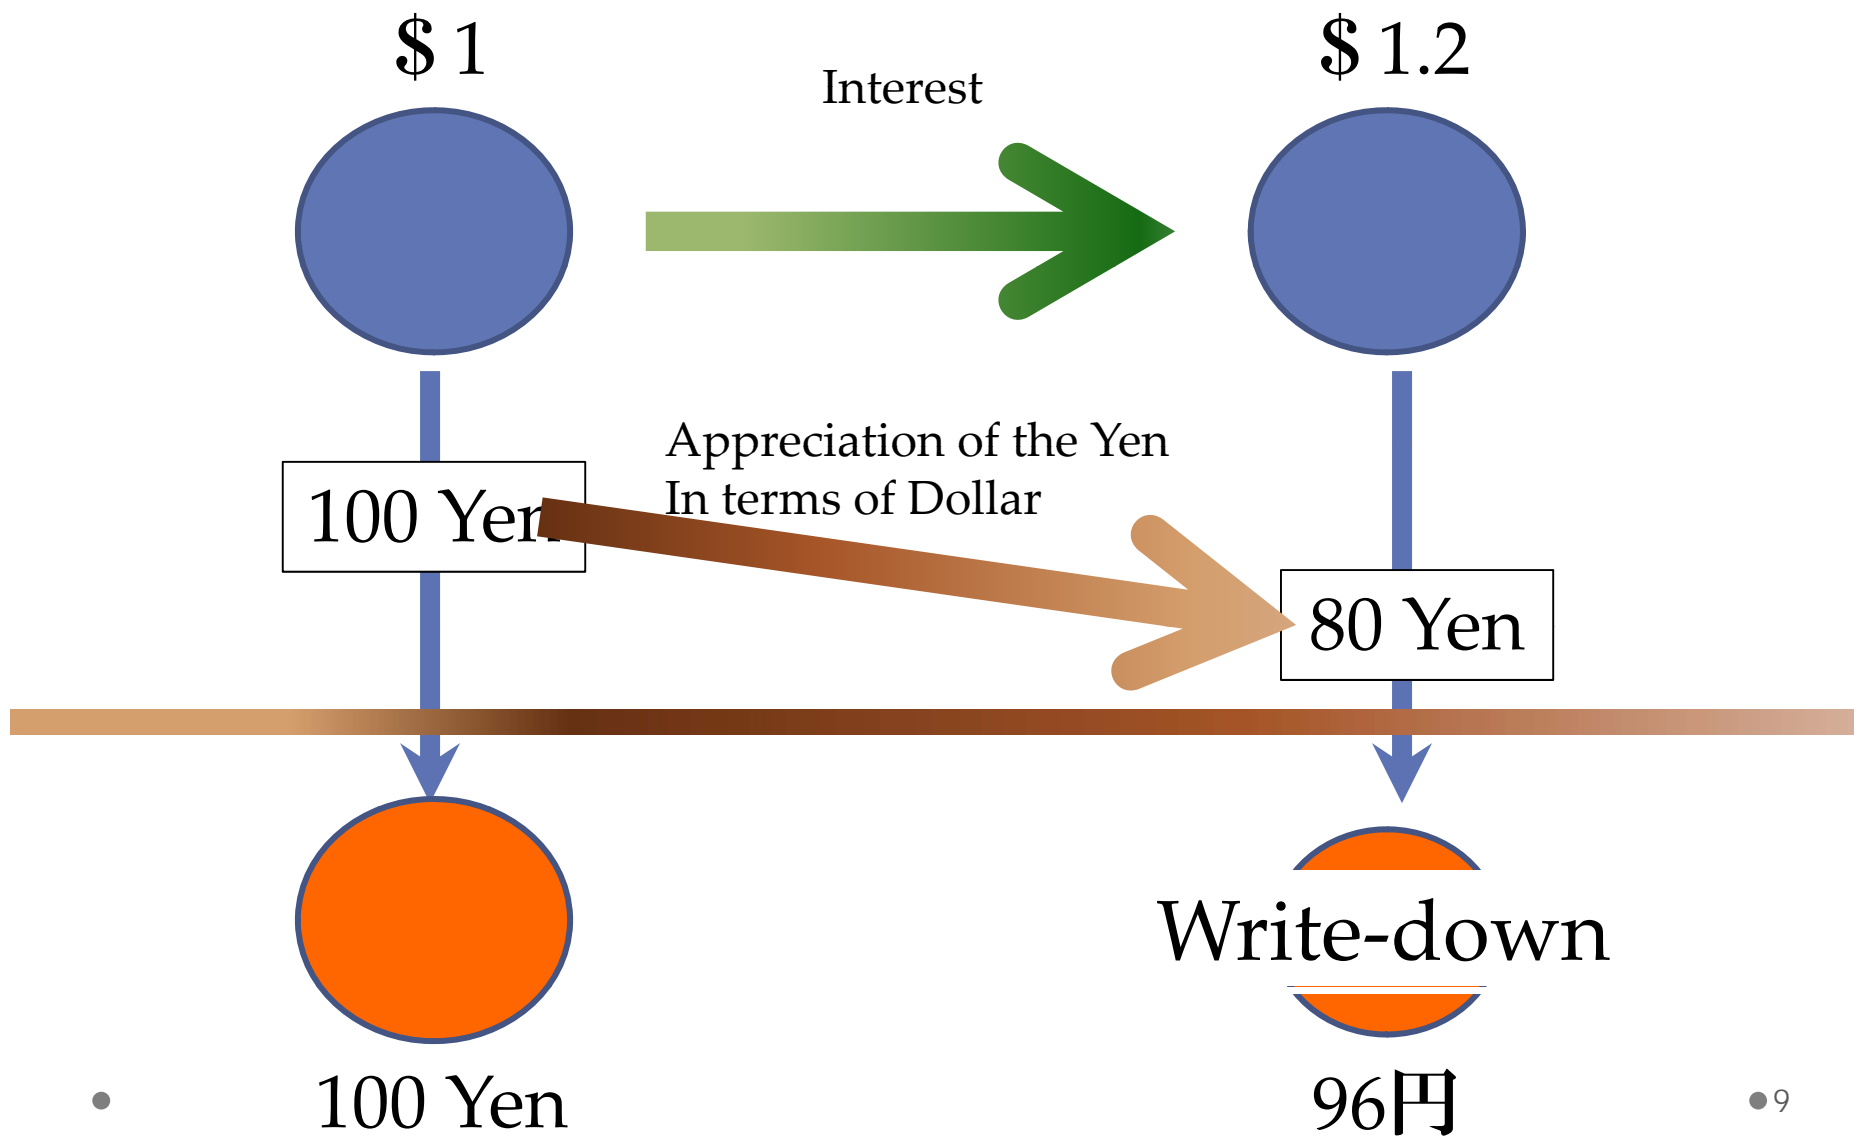 $ 1
$ 1.2
Interest
Appreciation of the Yen
In terms of Dollar
100 Yen
80 Yen
Write-down
100 Yen
96円
9